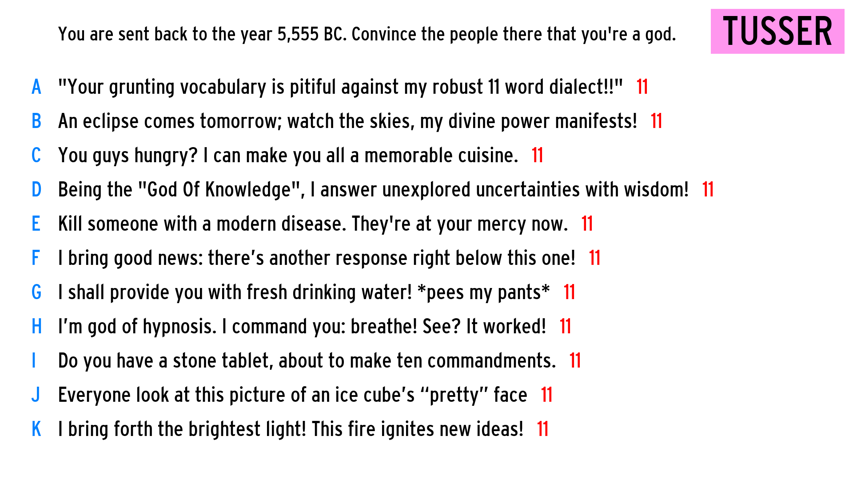 You are sent back to the year 5,555 BC. Convince the people there that you're a god.
TUSSER
A "Your grunting vocabulary is pitiful against my robust 11 word dialect!!" 11
B An eclipse comes tomorrow; watch the skies, my divine power manifests! 11
C You guys hungry? I can make you all a memorable cuisine. 11
D Being the "God Of Knowledge", I answer unexplored uncertainties with wisdom! 11
E Kill someone with a modern disease. They're at your mercy now. 11
F I bring good news: there’s another response right below this one! 11
G I shall provide you with fresh drinking water! *pees my pants* 11
H I’m god of hypnosis. I command you: breathe! See? It worked! 11
I Do you have a stone tablet, about to make ten commandments. 11
J Everyone look at this picture of an ice cube’s “pretty” face 11
K I bring forth the brightest light! This fire ignites new ideas! 11